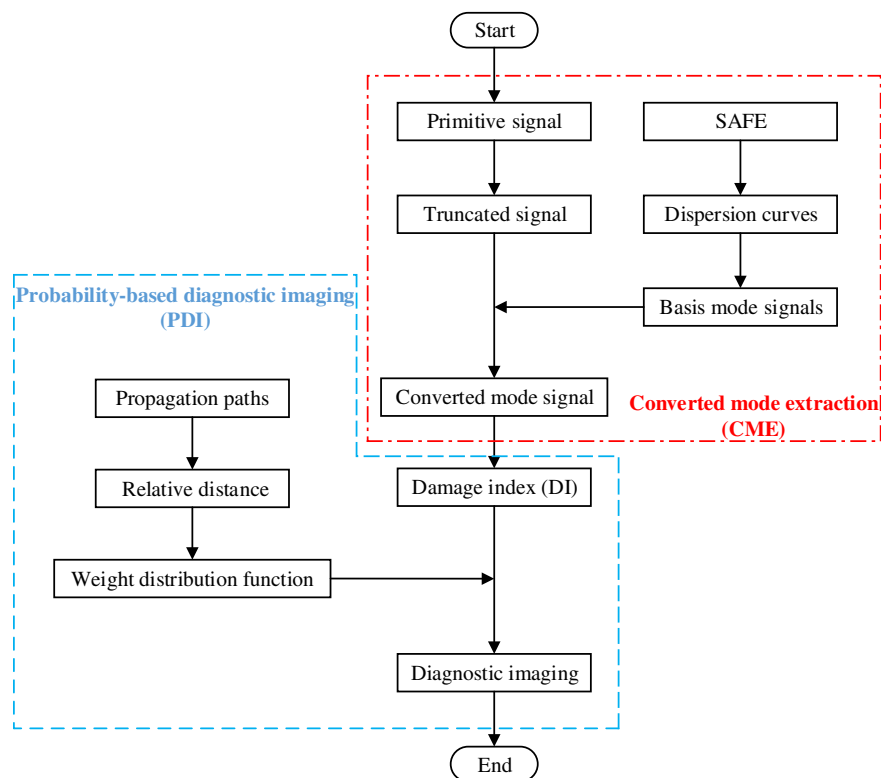 Start
Primitive signal
SAFE
Truncated signal
Dispersion curves
Probability-based diagnostic imaging
(PDI)
Basis mode signals
Propagation paths
Converted mode signal
Converted mode extraction
(CME)
Relative distance
Damage index (DI)
Weight distribution function
Diagnostic imaging
End